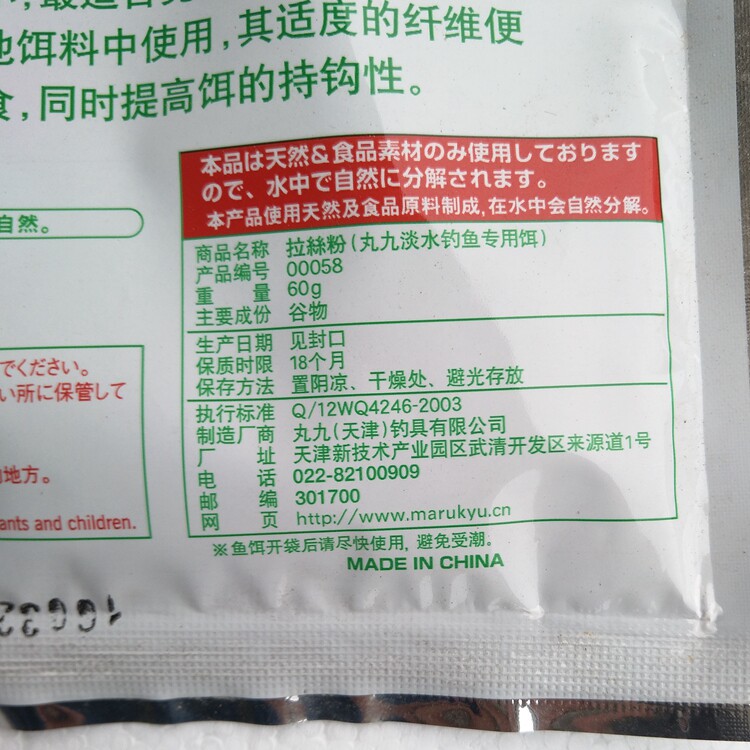 他饵料中使用,其适度的纤维便
食,同时提高饵的持钩性。
本品は天然&食品素材のみ使用しております
ので、水中で自然に分解されます。
本产品使用天然及食品原料制成,在水中会自然分解。
自然。
商品名称 拉絲粉(丸九淡水钓鱼专用饵)
产品编号 00058
重量 60g
主要成份 谷物
生产日期 见封口
保质时限 18个月
保存方法 置阴凉、干燥处、避光存放
执行标准 Q/12WQ4246-2003
制造厂商 丸九(天津)钓具有限公司
厂址 天津新技术产业园区武清开发区来源道1号
电话 022-82100909
邮编 301700
网页 http://www.marukyu.cn
でください。
い所に保管して
地方。
ants and children.
※鱼饵开袋后请尽快使用, 避免受潮。
MADE IN CHINA